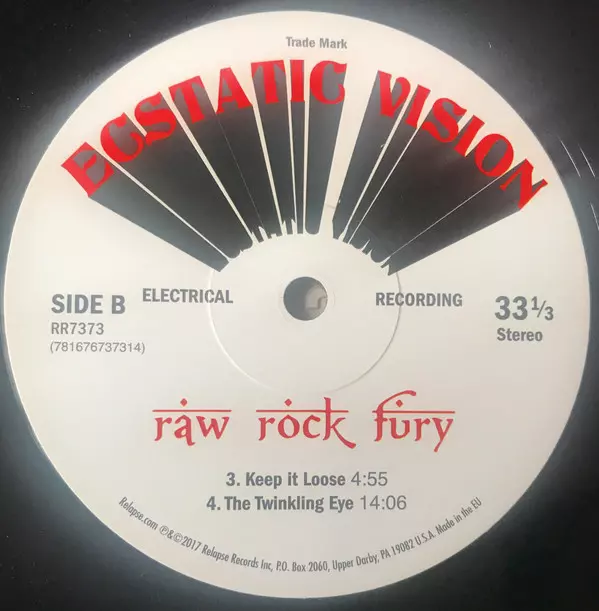 Trade Mark
ECSTATIC VISION
SIDE B
RR7373
(781676737314)
ELECTRICAL
RECORDING
33 1/3
Stereo
raw rock fury
3. Keep it Loose 4:55
4. The Twinkling Eye 14:06
Relapse.com ℗&©2017 Relapse Records Inc, P.O. Box 2060, Upper Darby, PA 19082 U.S.A. Made in the EU